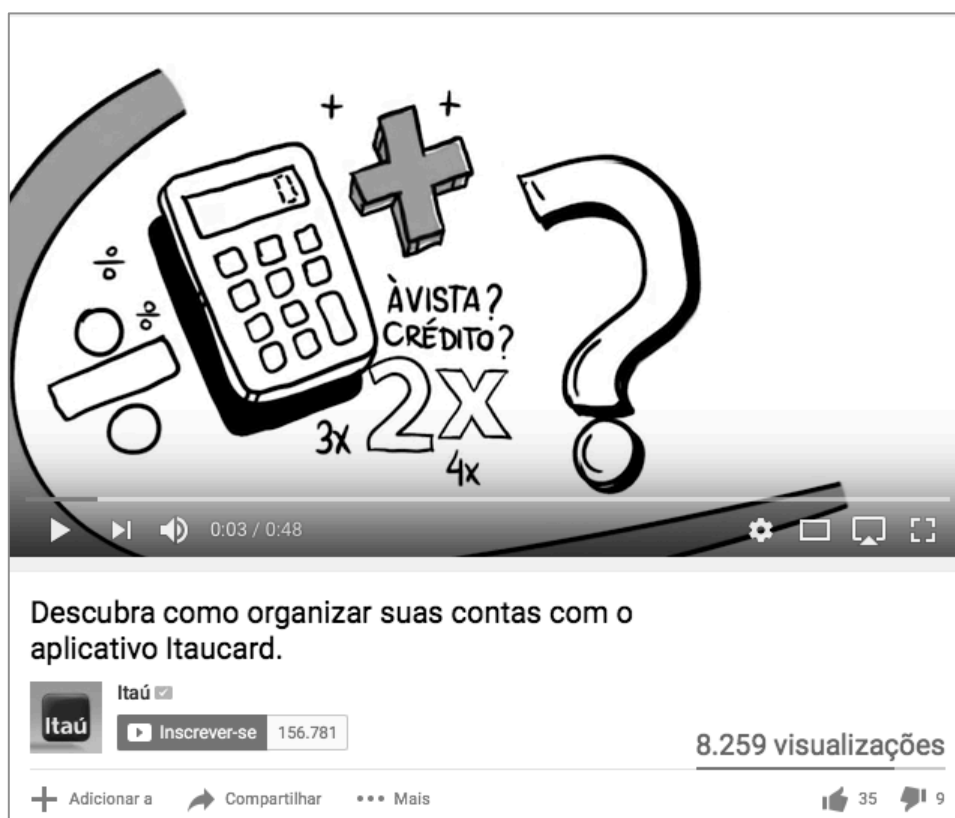 0
+ +
÷
÷
ÀVISTA?
CRÉDITO?
2X
3x
4x
?
0:03 / 0:48
Descubra como organizar suas contas com o
aplicativo Itaucard.
Itaú
Itaú
Inscrever-se 156.781
8.259 visualizações
Adicionar a Compartilhar ••• Mais 35 9